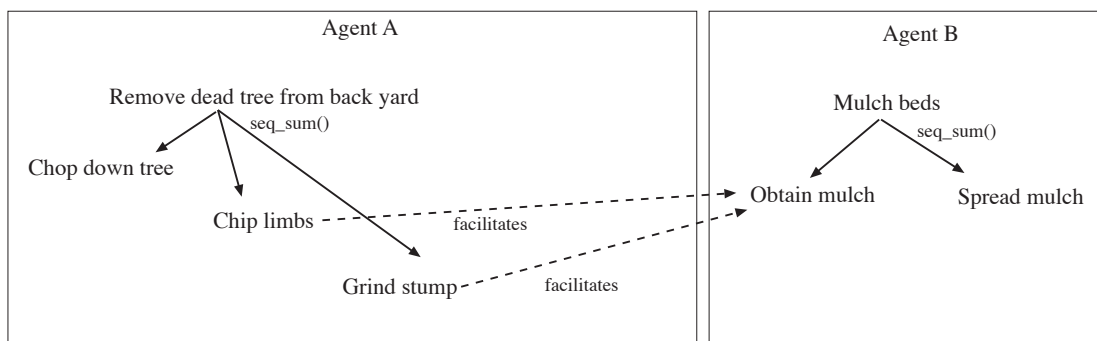 Agent A
Remove dead tree from back yard
seq_sum()
Chop down tree
Chip limbs
facilitates
Grind stump
facilitates
Agent B
Mulch beds
seq_sum()
Obtain mulch
Spread mulch